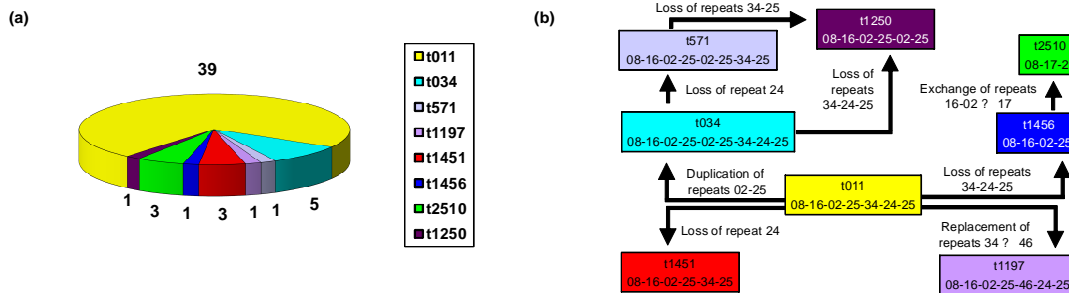 (a)
39
1
3
1
3
1
1
5
t011
t034
t571
t1197
t1451
t1456
t2510
t1250
(b)
Loss of repeats 34-25
t571
08-16-02-25-02-25-34-25
t1250
08-16-02-25-02-25
t2510
08-17-2
Loss of repeat 24
Loss of
repeats
34-24-25
Exchange of repeats
16-02 ? 17
t034
08-16-02-25-02-25-34-24-25
t1456
08-16-02-25
Duplication of
repeats 02-25
t011
08-16-02-25-34-24-25
Loss of repeats
34-24-25
Loss of repeat 24
Replacement of
repeats 34 ? 46
t1451
08-16-02-25-34-25
t1197
08-16-02-25-46-24-25